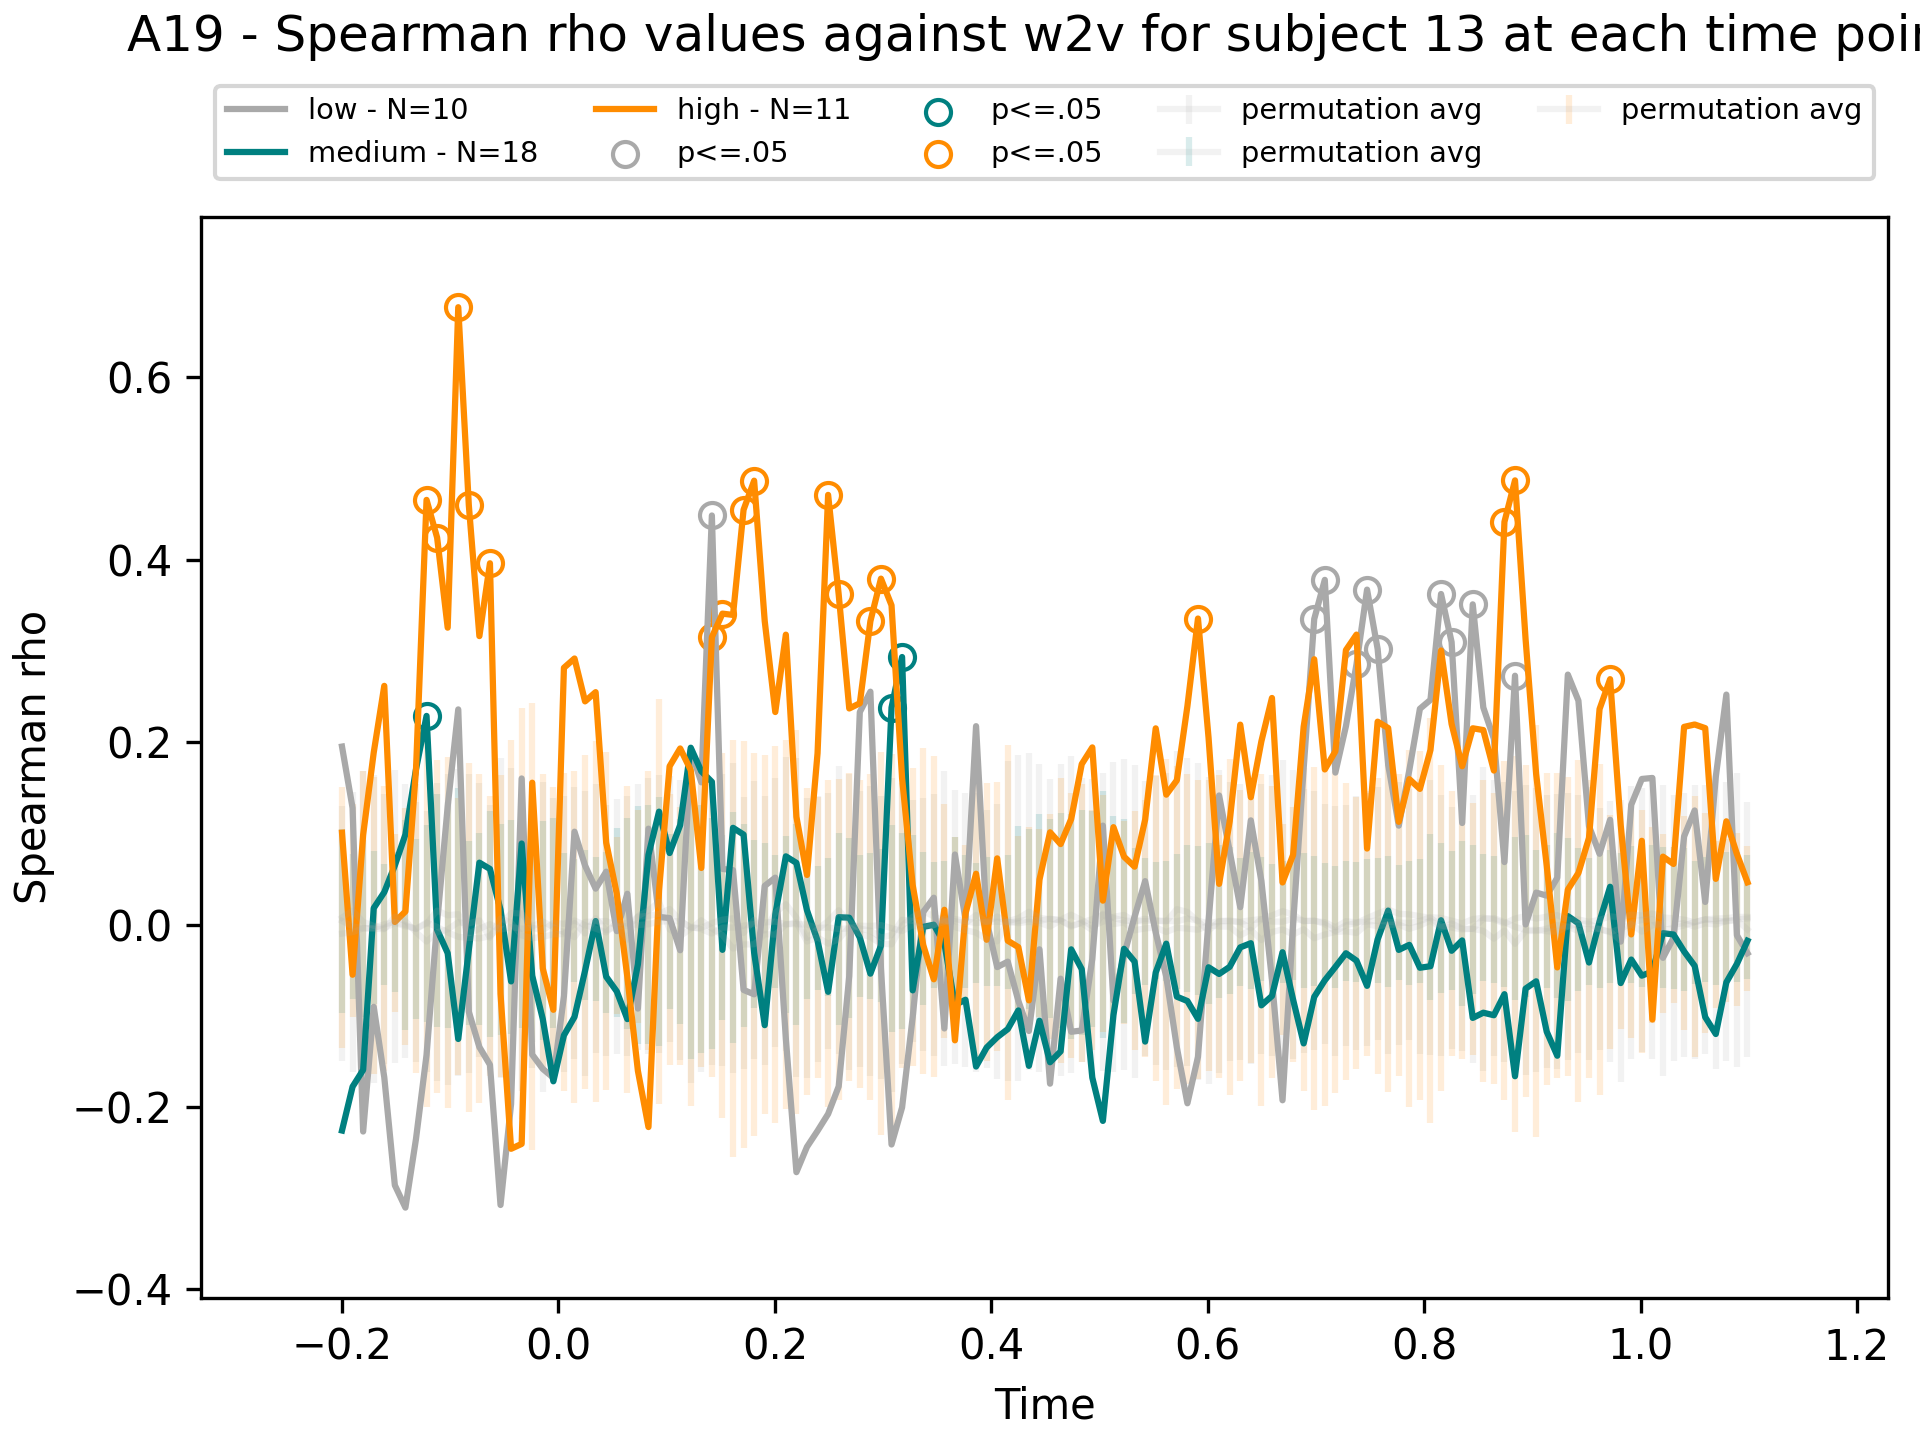 A19 - Spearman rho values against w2v for subject 13 at each time poi
low - N=10
medium - N=18
high - N=11
p<=.05
p<=.05
p<=.05
permutation avg
permutation avg
permutation avg
Spearman rho
0.6
0.4
0.2
0.0
−0.2
−0.4
−0.2
0.0
0.2
0.4
0.6
0.8
1.0
1.2
Time